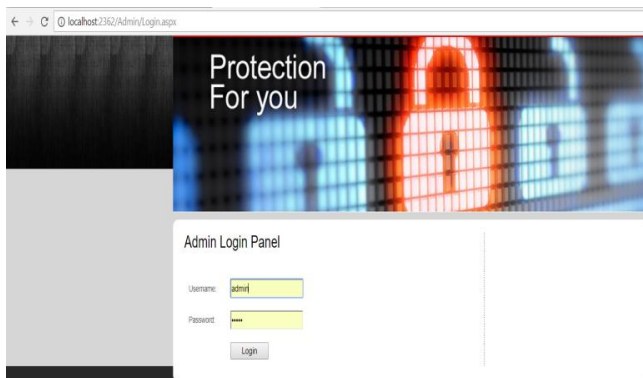 localhost:2362/Admin/Login.aspx
Protection
For you
Admin Login Panel
Username: admin
Password: •••••
Login